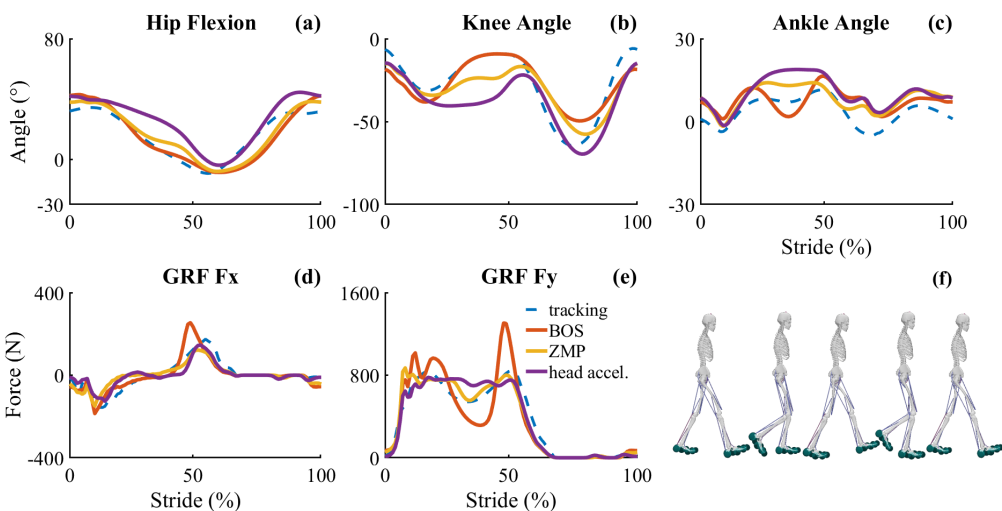 Hip Flexion (a)
Knee Angle (b)
Ankle Angle (c)
Angle (°)
80
0
-30
0 50 100
0
-50
-100
0 50 100
30
0
-30
0 50 100
Stride (%)
GRF Fx (d)
GRF Fy (e)
(f)
Force (N)
400
0
-400
0 50 100
Stride (%)
1600
800
0
0 50 100
Stride (%)
tracking
BOS
ZMP
head accel.